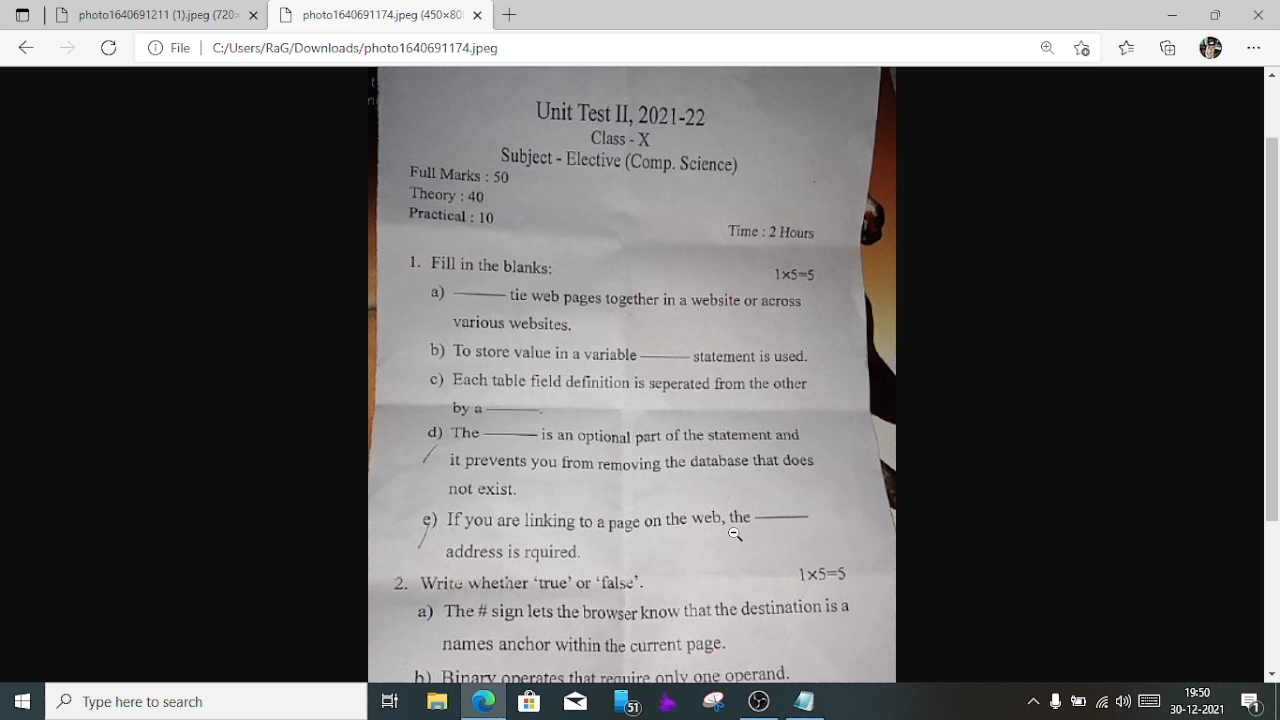 photo1640691211 (1).jpeg (720×
photo1640691174.jpeg (450×80
File
C:/Users/RaG/Downloads/photo1640691174.jpeg
Unit Test II, 2021-22
Class - X
Subject - Elective (Comp. Science)
Full Marks : 50
Theory : 40
Practical : 10
Time : 2 Hours
1. Fill in the blanks:
1×5=5
a) ——— tie web pages together in a website or across
various websites.
b) To store value in a variable ——— statement is used.
c) Each table field definition is seperated from the other
by a ———.
d) The ——— is an optional part of the statement and
it prevents you from removing the database that does
not exist.
e) If you are linking to a page on the web, the ———
address is rquired.
1×5=5
2. Write whether ‘true’ or ‘false’.
a) The # sign lets the browser know that the destination is a
names anchor within the current page.
b) Binary operates that require only one operand.
Type here to search
51
19:50
30-12-2021
1